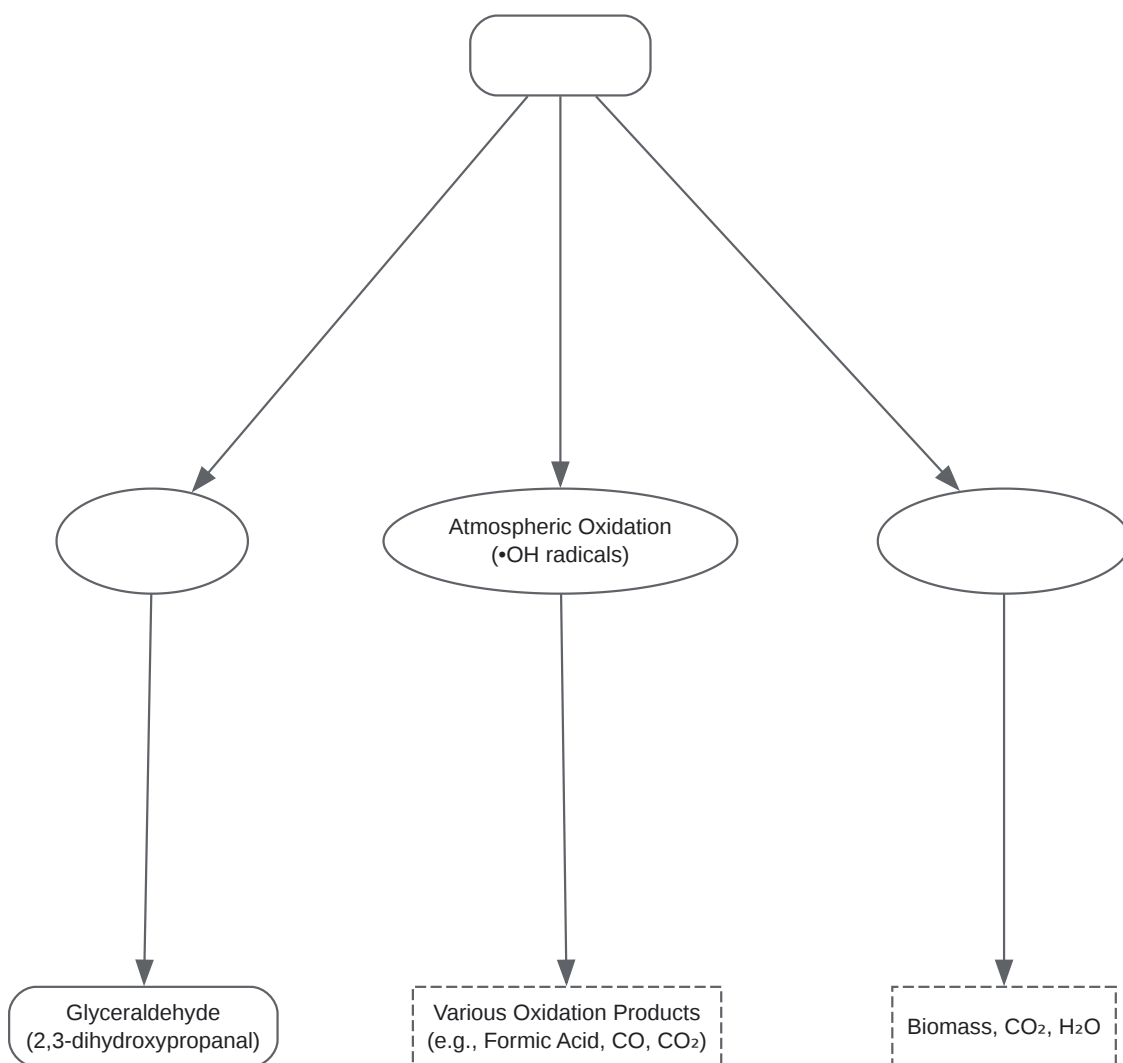 Atmospheric Oxidation
(•OH radicals)
Glyceraldehyde
(2,3-dihydroxypropanal)
Various Oxidation Products
(e.g., Formic Acid, CO, CO₂)
Biomass, CO₂, H₂O